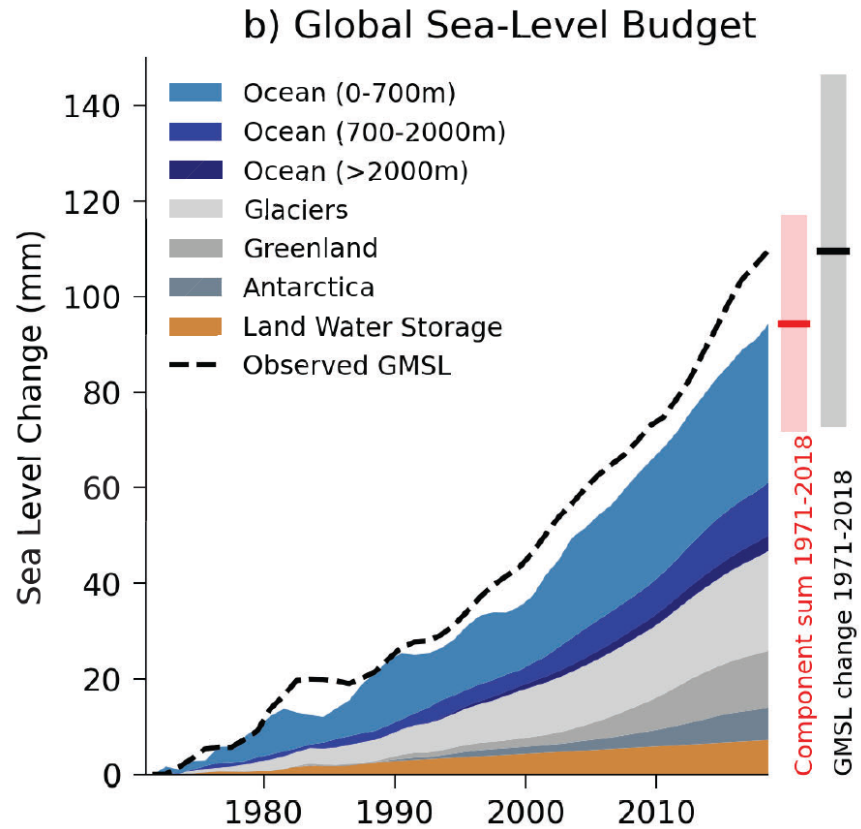 b) Global Sea-Level Budget
Sea Level Change (mm)
140
120
100
80
60
40
20
0
Ocean (0-700m)
Ocean (700-2000m)
Ocean (>2000m)
Glaciers
Greenland
Antarctica
Land Water Storage
Observed GMSL
1980
1990
2000
2010
Component sum 1971-2018
GMSL change 1971-2018